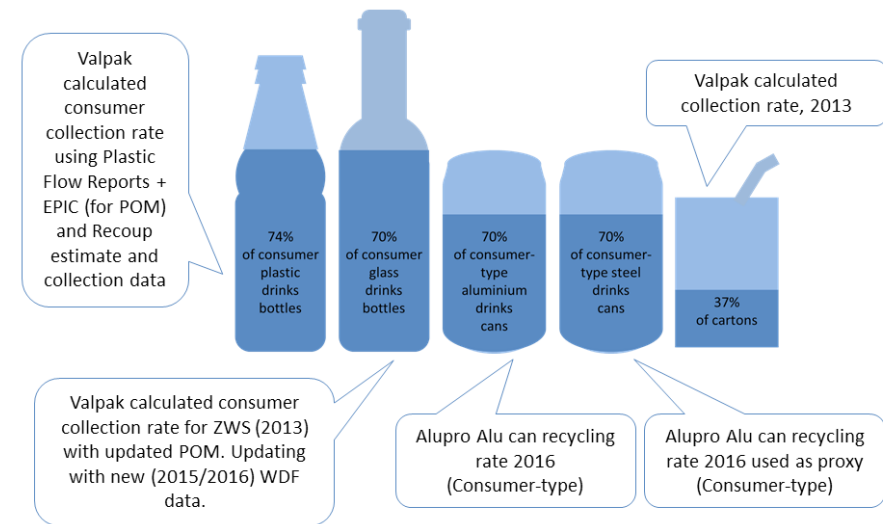 Valpak
calculated
consumer
collection rate
using Plastic
Flow Reports +
EPIC (for POM)
and Recoup
estimate and
collection data
Valpak calculated
collection rate, 2013
74%
of consumer
plastic
drinks
bottles
70%
of consumer
glass
drinks
bottles
70%
of consumer-
type
aluminium
drinks
cans
70%
of consumer-
type steel
drinks
cans
37%
of cartons
Valpak calculated consumer
collection rate for ZWS (2013)
with updated POM. Updating
with new (2015/2016) WDF
data.
Alupro Alu can recycling
rate 2016
(Consumer-type)
Alupro Alu can recycling
rate 2016 used as proxy
(Consumer-type)